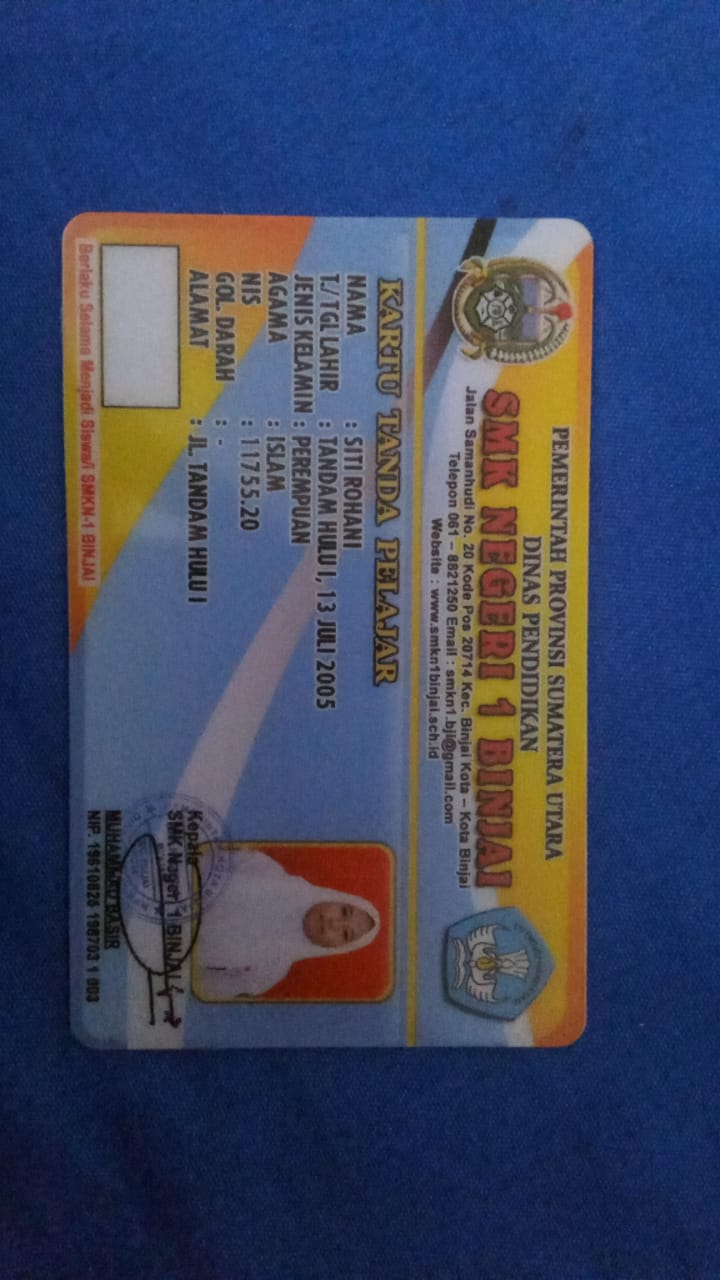 PEMERINTAH PROVINSI SUMATERA UTARA
DINAS PENDIDIKAN
SMK NEGERI 1 BINJAI
Jalan Samanhudi No. 20 Kode Pos 20714 Kec. Binjai Kota – Kota Binjai
Telepon 061 – 8821250 Email : smkn1.bji@gmail.com
Website : www.smkn1binjai.sch.id
KARTU TANDA PELAJAR
NAMA : SITI ROHANI
T./TGL LAHIR : TANDAM HULU I, 13 JULI 2005
JENIS KELAMIN : PEREMPUAN
AGAMA : ISLAM
NIS : 11755.20
GOL. DARAH : -
ALAMAT : JL. TANDAM HULU I
Berlaku Selama Menjadi Siswa/i SMKN-1 BINJAI
Kepala
SMK Negeri 1 BINJAI
BASIR
NIP. 198703 1 003